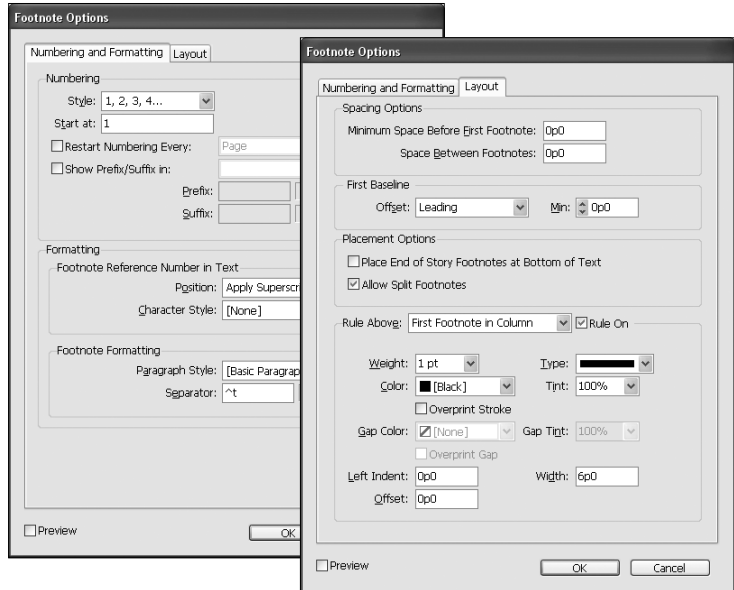 Footnote Options
Numbering and Formatting Layout
Numbering
Style: 1, 2, 3, 4...
Start at: 1
Restart Numbering Every: Page
Show Prefix/Suffix in:
Prefix:
Suffix:
Formatting
Footnote Reference Number in Text
Position: Apply Superscri
Character Style: [None]
Footnote Formatting
Paragraph Style: [Basic Paragrap
Separator: ^t
Preview
OK
Footnote Options
Numbering and Formatting Layout
Spacing Options
Minimum Space Before First Footnote: 0p0
Space Between Footnotes: 0p0
First Baseline
Offset: Leading Min: 0p0
Placement Options
Place End of Story Footnotes at Bottom of Text
Allow Split Footnotes
Rule Above: First Footnote in Column Rule On
Weight: 1 pt Type:
Color: [Black] Tint: 100%
Overprint Stroke
Gap Color: [None] Gap Tint: 100%
Overprint Gap
Left Indent: 0p0 Width: 6p0
Offset: 0p0
Preview
OK Cancel